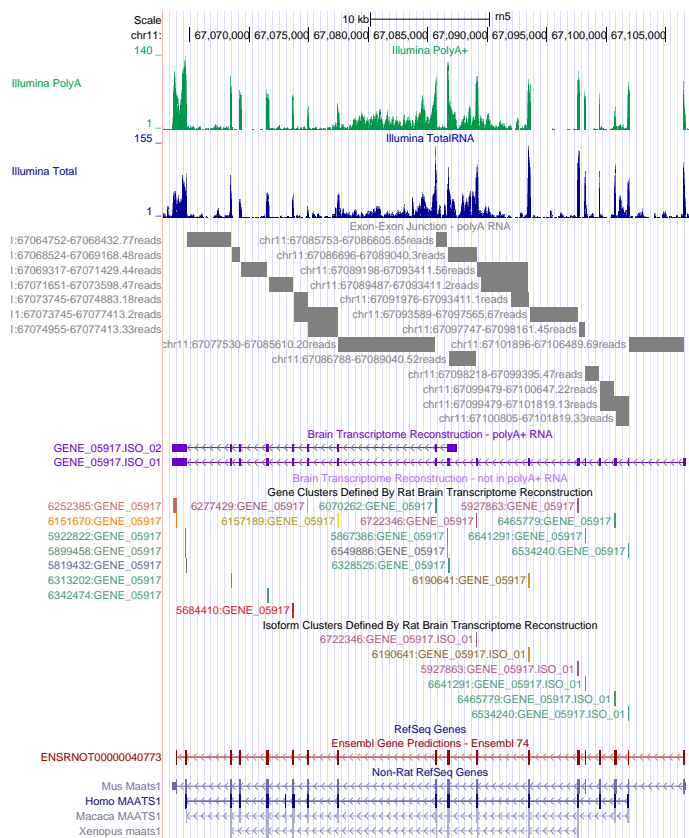 Scale 10 kb rn5
chr11: 67,070,000 67,075,000 67,080,000 67,085,000 67,090,000 67,095,000 67,100,000 67,105,000
140 _ Illumina PolyA+
Illumina PolyA
1 _
155 _ Illumina TotalRNA
Illumina Total
1 _
Exon-Exon Junction - polyA RNA
l:67064752-67068432.77reads chr11:67085753-67086605.65reads
l:67068524-67069168.48reads chr11:67086696-67089040.3reads
l:67069317-67071429.44reads chr11:67089198-67093411.56reads
l:67071651-67073598.47reads chr11:67089487-67093411.2reads
l:67073745-67074883.18reads chr11:67091976-67093411.1reads
l11:67073745-67077413.2reads chr11:67093589-67097565.67reads
l:67074955-67077413.33reads chr11:67097747-67098161.45reads
chr11:67077530-67085610.20reads chr11:67101896-67106489.69reads
chr11:67086788-67089040.52reads
chr11:67098218-67099395.47reads
chr11:67099479-67100647.22reads
chr11:67099479-67101819.13reads
chr11:67100805-67101819.33reads
Brain Transcriptome Reconstruction - polyA+ RNA
GENE_05917.ISO_02
GENE_05917.ISO_01
Brain Transcriptome Reconstruction - not in polyA+ RNA
Gene Clusters Defined By Rat Brain Transcriptome Reconstruction
6252385:GENE_05917 6277429:GENE_05917 6070262:GENE_05917 5927863:GENE_05917
6151670:GENE_05917 6157189:GENE_05917 6722346:GENE_05917 6465779:GENE_05917
5922822:GENE_05917 5867386:GENE_05917 6641291:GENE_05917
5899458:GENE_05917 6549886:GENE_05917 6534240:GENE_05917
5819432:GENE_05917 6328525:GENE_05917
6313202:GENE_05917 6190641:GENE_05917
6342474:GENE_05917
5684410:GENE_05917
Isoform Clusters Defined By Rat Brain Transcriptome Reconstruction
6722346:GENE_05917.ISO_01
6190641:GENE_05917.ISO_01
5927863:GENE_05917.ISO_01
6641291:GENE_05917.ISO_01
6465779:GENE_05917.ISO_01
6534240:GENE_05917.ISO_01
RefSeq Genes
Ensembl Gene Predictions - Ensembl 74
ENSRNOT00000040773
Non-Rat RefSeq Genes
Mus Maats1
Homo MAATS1
Macaca MAATS1
Xenopus maats1